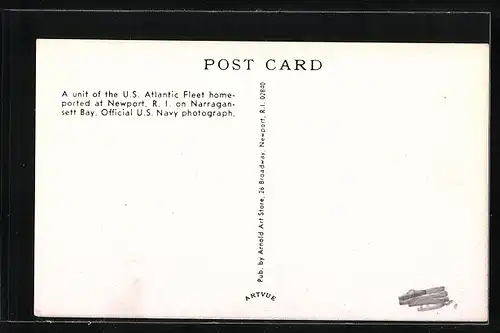 POST CARD
A unit of the U.S. Atlantic Fleet home-
ported at Newport, R. I. on Narragan-
sett Bay. Official U.S. Navy photograph.
Pub. by Arnold Art Store, 26 Broadway, Newport, R.I. 02840
ARTVUE